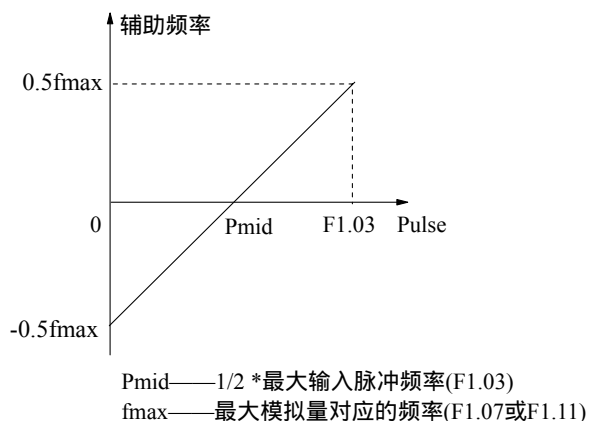 辅助频率
0.5fmax
0
Pmid
F1.03
Pulse
-0.5fmax
Pmid——1/2 *最大输入脉冲频率(F1.03)
fmax——最大模拟量对应的频率(F1.07或F1.11)